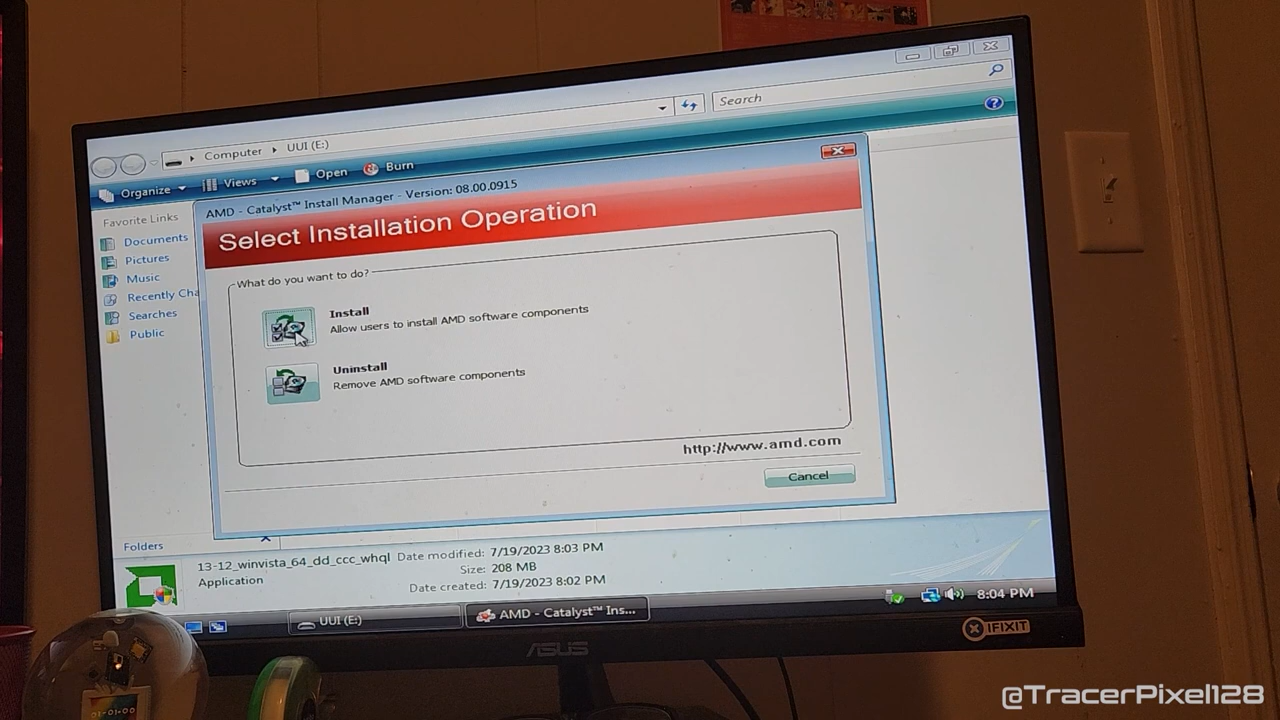 Search
Computer
UUI (E:)
Organize
Views
Open
Burn
Favorite Links
Documents
Pictures
Music
Recently Cha
Searches
Public
Folders
AMD - Catalyst™ Install Manager - Version: 08.00.0915
Select Installation Operation
What do you want to do?
Install
Allow users to install AMD software components
Uninstall
Remove AMD software components
http://www.amd.com
Cancel
13-12_winvista_64_dd_ccc_whql Date modified: 7/19/2023 8:03 PM
Application
Size: 208 MB
Date created: 7/19/2023 8:02 PM
UUI (E:)
AMD - Catalyst™ Ins...
8:04 PM
ASUS
IFIXIT
01-01-00
@TracerPixel128